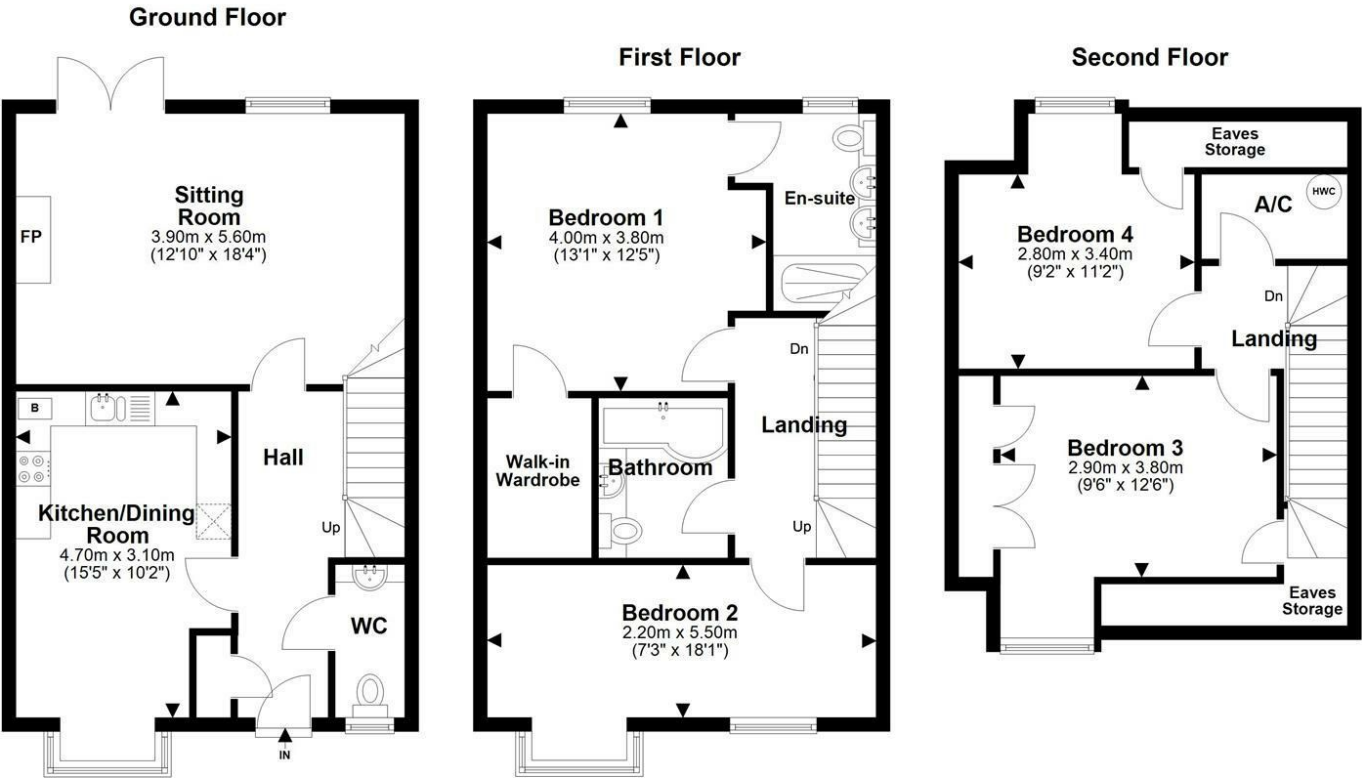 Ground Floor
Sitting
Room
3.90m x 5.60m
(12'10" x 18'4")
FP
B
Hall
Kitchen/Dining
Room
4.70m x 3.10m
(15'5" x 10'2")
Up
WC
IN
First Floor
Bedroom 1
4.00m x 3.80m
(13'1" x 12'5")
En-suite
Dn
Landing
Walk-in
Wardrobe
Bathroom
Up
Bedroom 2
2.20m x 5.50m
(7'3" x 18'1")
Second Floor
Eaves
Storage
A/C
HWC
Bedroom 4
2.80m x 3.40m
(9'2" x 11'2")
Dn
Landing
Bedroom 3
2.90m x 3.80m
(9'6" x 12'6")
Eaves
Storage